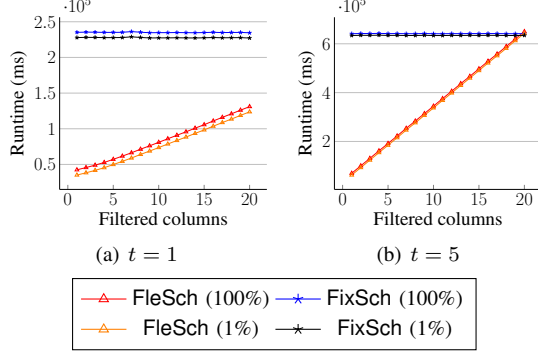 ·10⁵
2.5
2
1.5
1
0.5
Runtime (ms)
0 5 10 15 20
Filtered columns
(a) t = 1
·10⁵
6
4
2
Runtime (ms)
0 5 10 15 20
Filtered columns
(b) t = 5
FleSch (100%) FixSch (100%)
FleSch (1%) FixSch (1%)